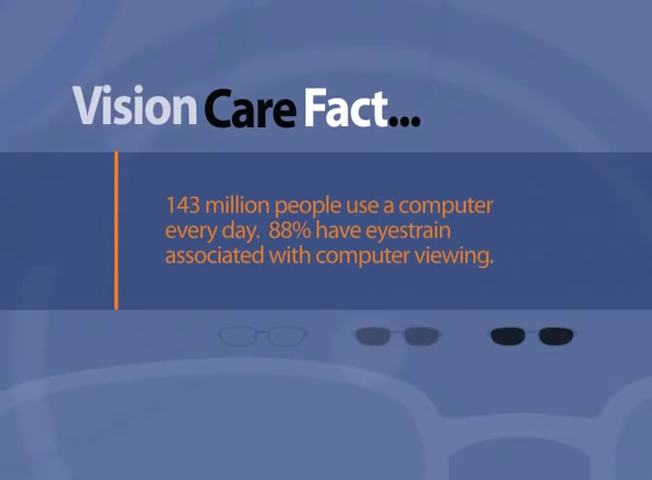 Vision Care Fact...
143 million people use a computer
every day.  88% have eyestrain
associated with computer viewing.